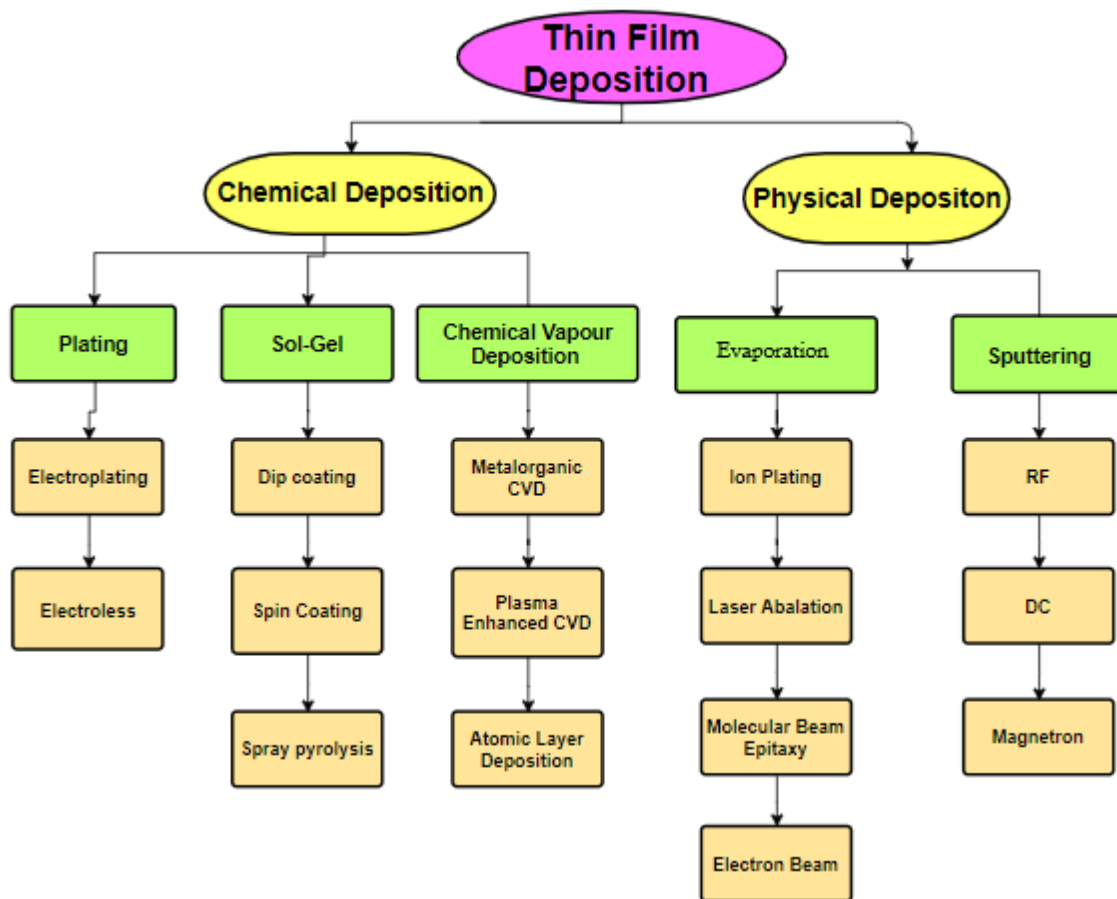 Thin Film
Deposition
Chemical Deposition
Physical Depositon
Plating
Sol-Gel
Chemical Vapour
Deposition
Evaporation
Sputtering
Electroplating
Dip coating
Metalorganic
CVD
Ion Plating
RF
Electroless
Spin Coating
Plasma
Enhanced CVD
Laser Abalation
DC
Spray pyrolysis
Atomic Layer
Deposition
Molecular Beam
Epitaxy
Magnetron
Electron Beam